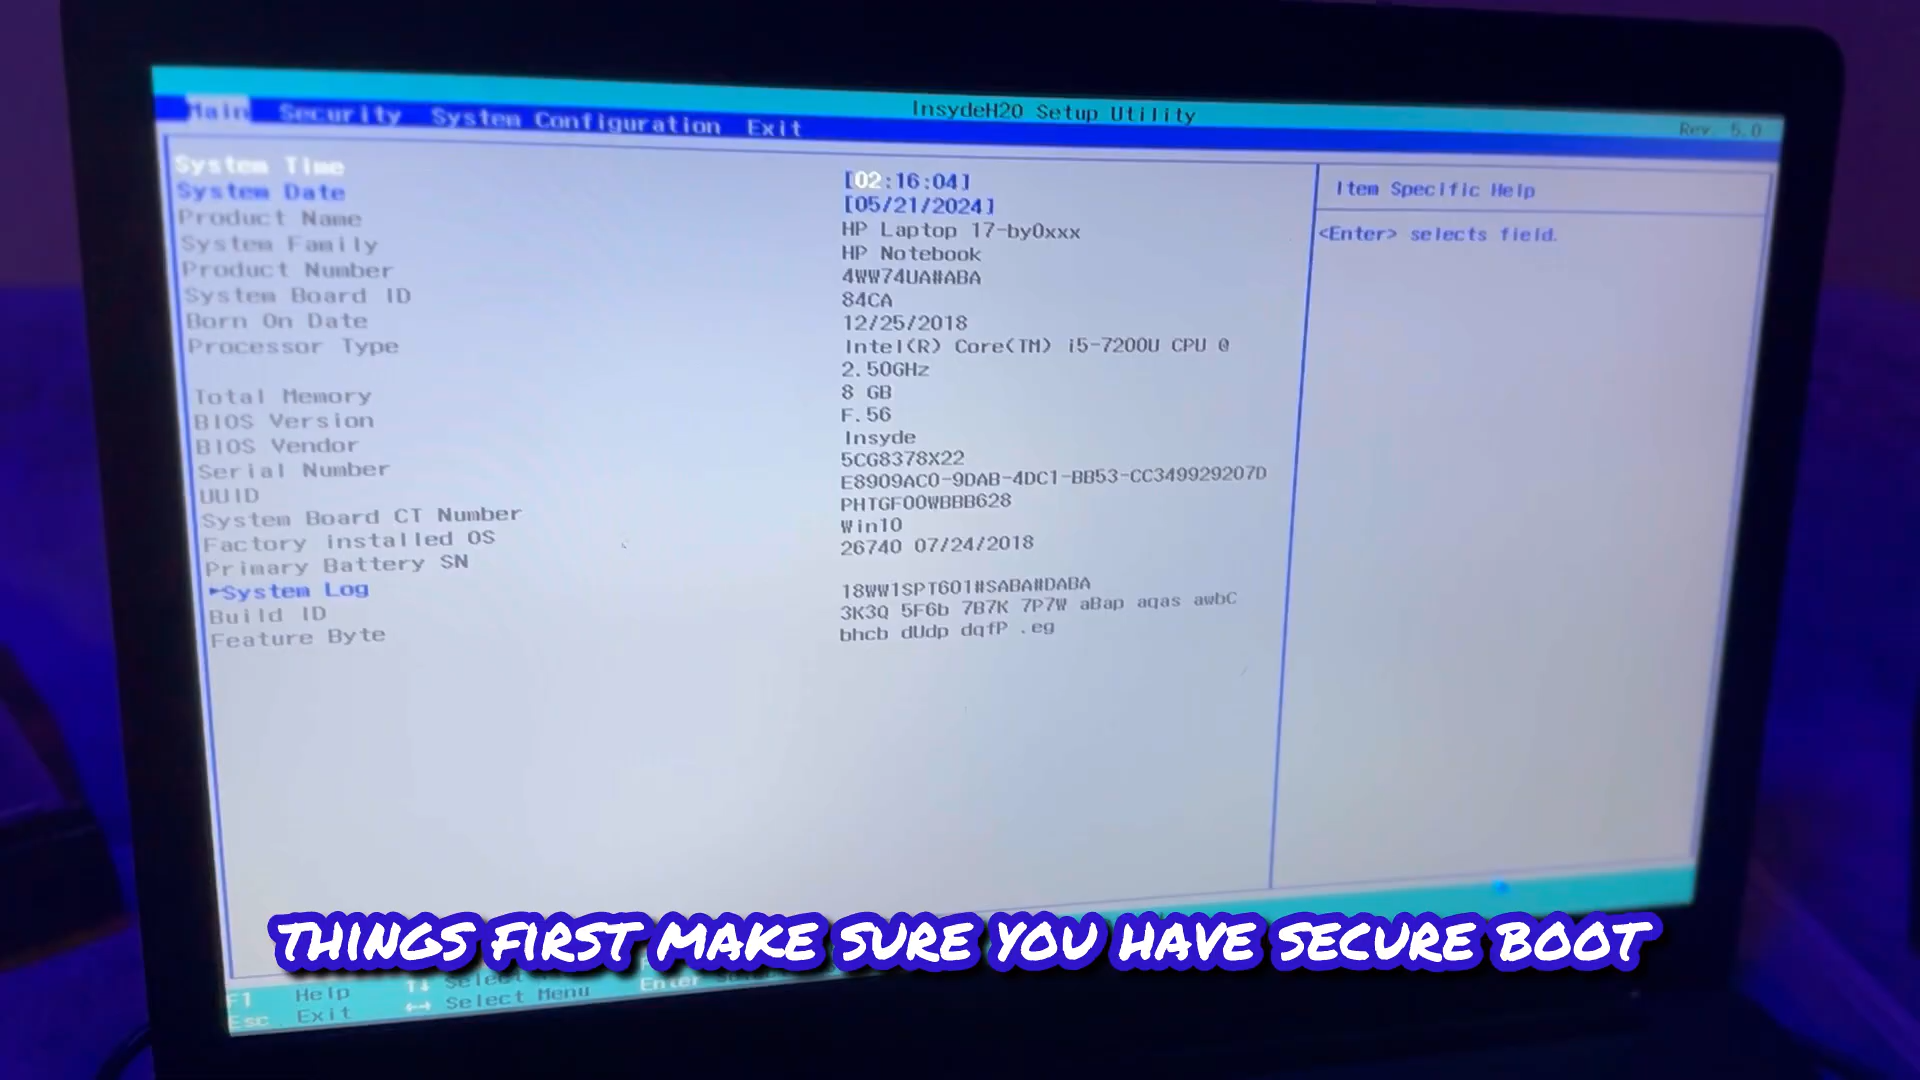 InsydeH20 Setup Utility
Rev. 5.0
Main Security System Configuration Exit
System Time [02:16:04]
System Date [05/21/2024]
Product Name HP Laptop 17-by0xxx
System Family HP Notebook
Product Number 4WW74UA#ABA
System Board ID 84CA
Born On Date 12/25/2018
Processor Type Intel(R) Core(TM) i5-7200U CPU @
2.50GHz
Total Memory 8 GB
BIOS Version F.56
BIOS Vendor Insyde
Serial Number 5CG8378X22
UUID E8909AC0-9DAB-4DC1-BB53-CC349929207D
System Board CT Number PHTGF00WBBB628
Factory installed OS Win10
Primary Battery SN 26740 07/24/2018
►System Log
Build ID 18WW1SPT601#SABA#DABA
Feature Byte 3K3Q 5F6b 7B7K 7P7W aBap aqas awbC
bhcb dUdp dqfP .eg
Item Specific Help
<Enter> selects field.
THINGS FIRST MAKE SURE YOU HAVE SECURE BOOT
F1 Help ↑↓ Select Enter
Esc Exit ←→ Select Menu